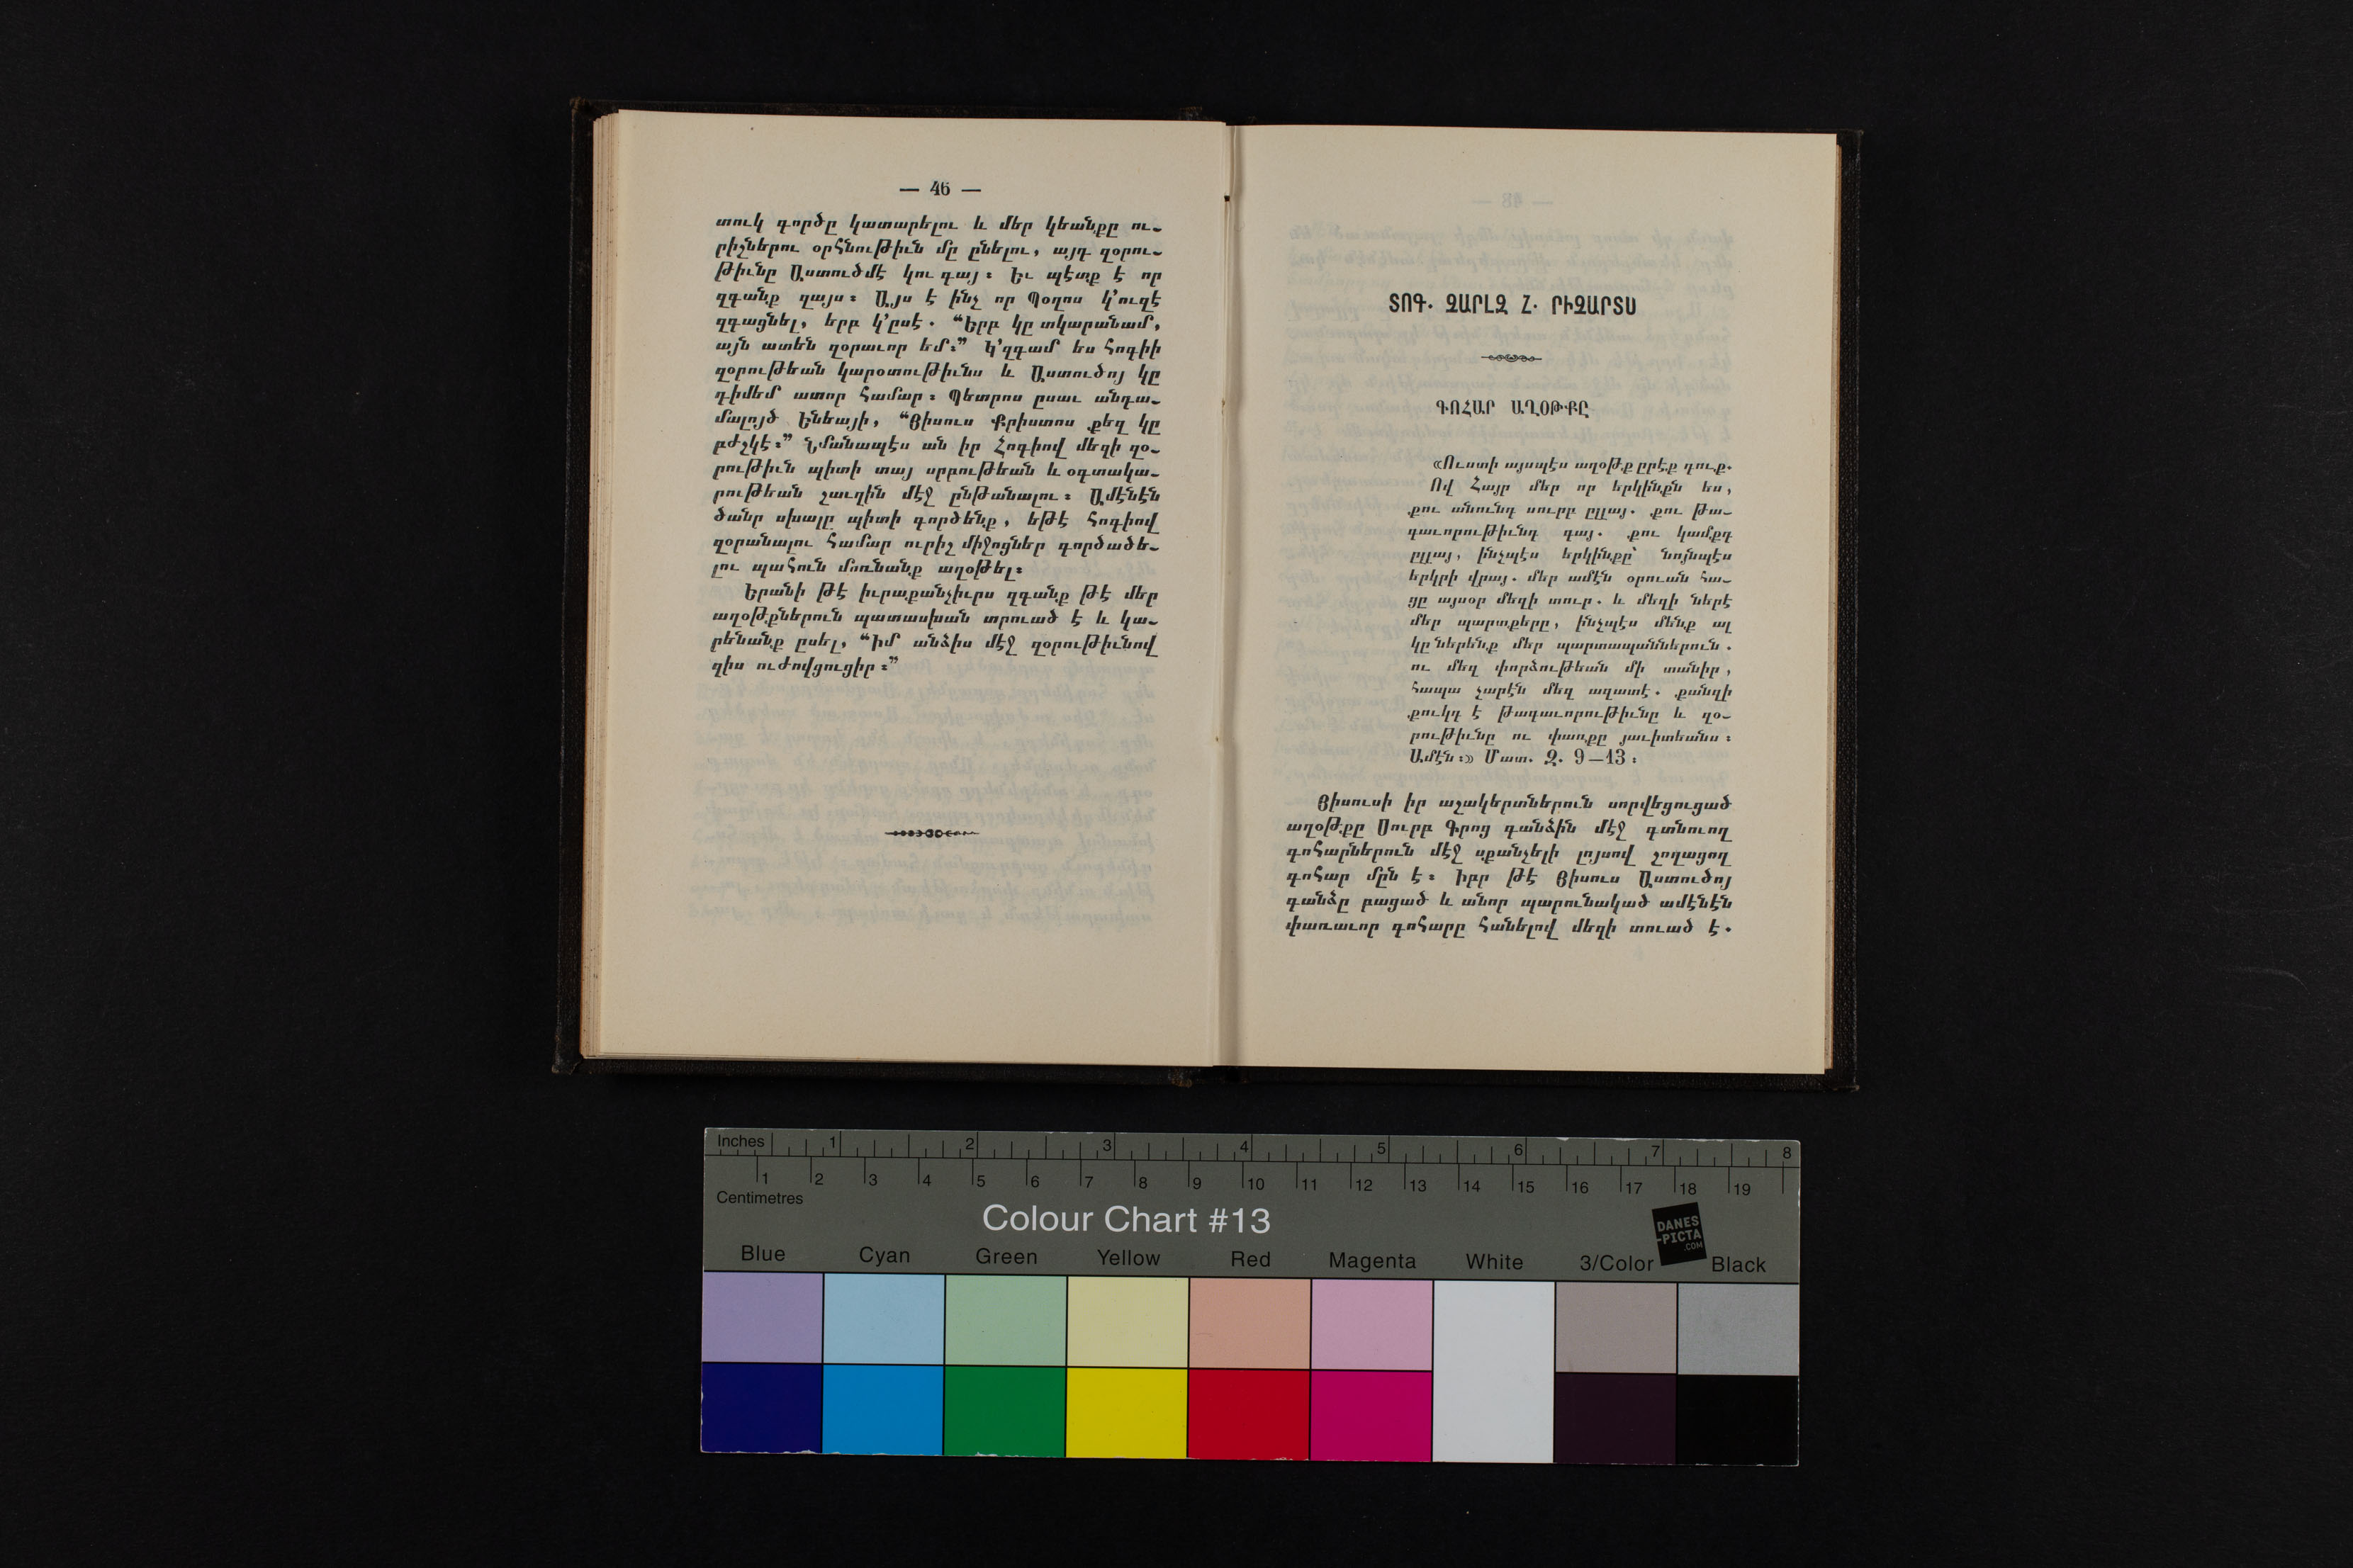 — 46 —
տուկ գործը կատարելու և մեր կեանքը ու-
րիշներու օրհնութիւն մը ընելու, այդ զօրու-
թիւնը Աստուծմէ կու գայ։ Եւ պէտք է որ
զգանք զայս։ Այս է ինչ որ Պօղոս կ՚ուզէ
զգացնել, երբ կ՚ըսէ. “Երբ կը տկարանամ,
այն ատեն զօրաւոր եմ։” Կ՚զգամ ես հոգիի
զօրութեան կարօտութիւնս և Աստուծոյ կը
դիմեմ ատոր համար։ Պետրոս ըսաւ անդա-
մալոյծ Ենեայի, “Յիսուս Քրիստոս քեզ կը
բժշկէ։” Նմանապէս ան իր Հոգիով մեզի զօ-
րութիւն պիտի տայ սրբութեան և օգտակա-
րութեան շաւղին մէջ ընթանալու։ Ամէնէն
ծանր սխալը պիտի գործենք, եթէ հոգիով
զօրանալու համար ուրիշ միջոցներ գործածե-
լու պահուն մոռնանք աղօթել։
Երանի թէ իւրաքանչիւրս զգանք թէ մեր
աղօթքներուն պատասխան տրուած է և կա-
րենանք ըսել, “Իմ անձիս մէջ զօրութիւնով
զիս ուժովցուցիր։”
ՏՈԳ. ՉԱՐԼԶ Հ. ՐԻՉԱՐՏՍ
ԳՈՀԱՐ ԱՂՕԹՔԸ
«Ուստի այսպէս աղօթք ըրէք դուք.
Ով Հայր մեր որ երկինքն ես,
քու անունդ սուրբ ըլլայ. քու թա-
գաւորութիւնդ գայ. քու կամքդ
ըլլայ, ինչպէս երկինքը՝ նոյնպէս
երկրի վրայ. մեր ամէն օրուան հա-
ցը այսօր մեզի տուր. և մեզի ներէ
մեր պարտքերը, ինչպէս մենք ալ
կը ներենք մեր պարտապաններուն.
ու մեզ փորձութեան մի տանիր,
հապա չարէն մեզ ազատէ. քանզի
քուկդ է թագաւորութիւնը և զօ-
րութիւնը ու փառքը յաւիտեանս։
Ամէն։» Մատ. Զ. 9—13։
Յիսուսի իր աշակերտներուն սորվեցուցած
աղօթքը Սուրբ Գրոց գանձին մէջ գտնուող
գոհարներուն մէջ սքանչելի լոյսով շողացող
գոհար մըն է։ Իբր թէ Յիսուս Աստուծոյ
գանձը բացած և անոր պարունակած ամէնէն
փառաւոր գոհարը հանելով մեզի տուած է.
Inches 1 2 3 4 5 6 7 8
1 2 3 4 5 6 7 8 9 10 11 12 13 14 15 16 17 18 19
Centimetres
Colour Chart #13
DANES
-PICTA
.COM
Blue Cyan Green Yellow Red Magenta White 3/Color Black